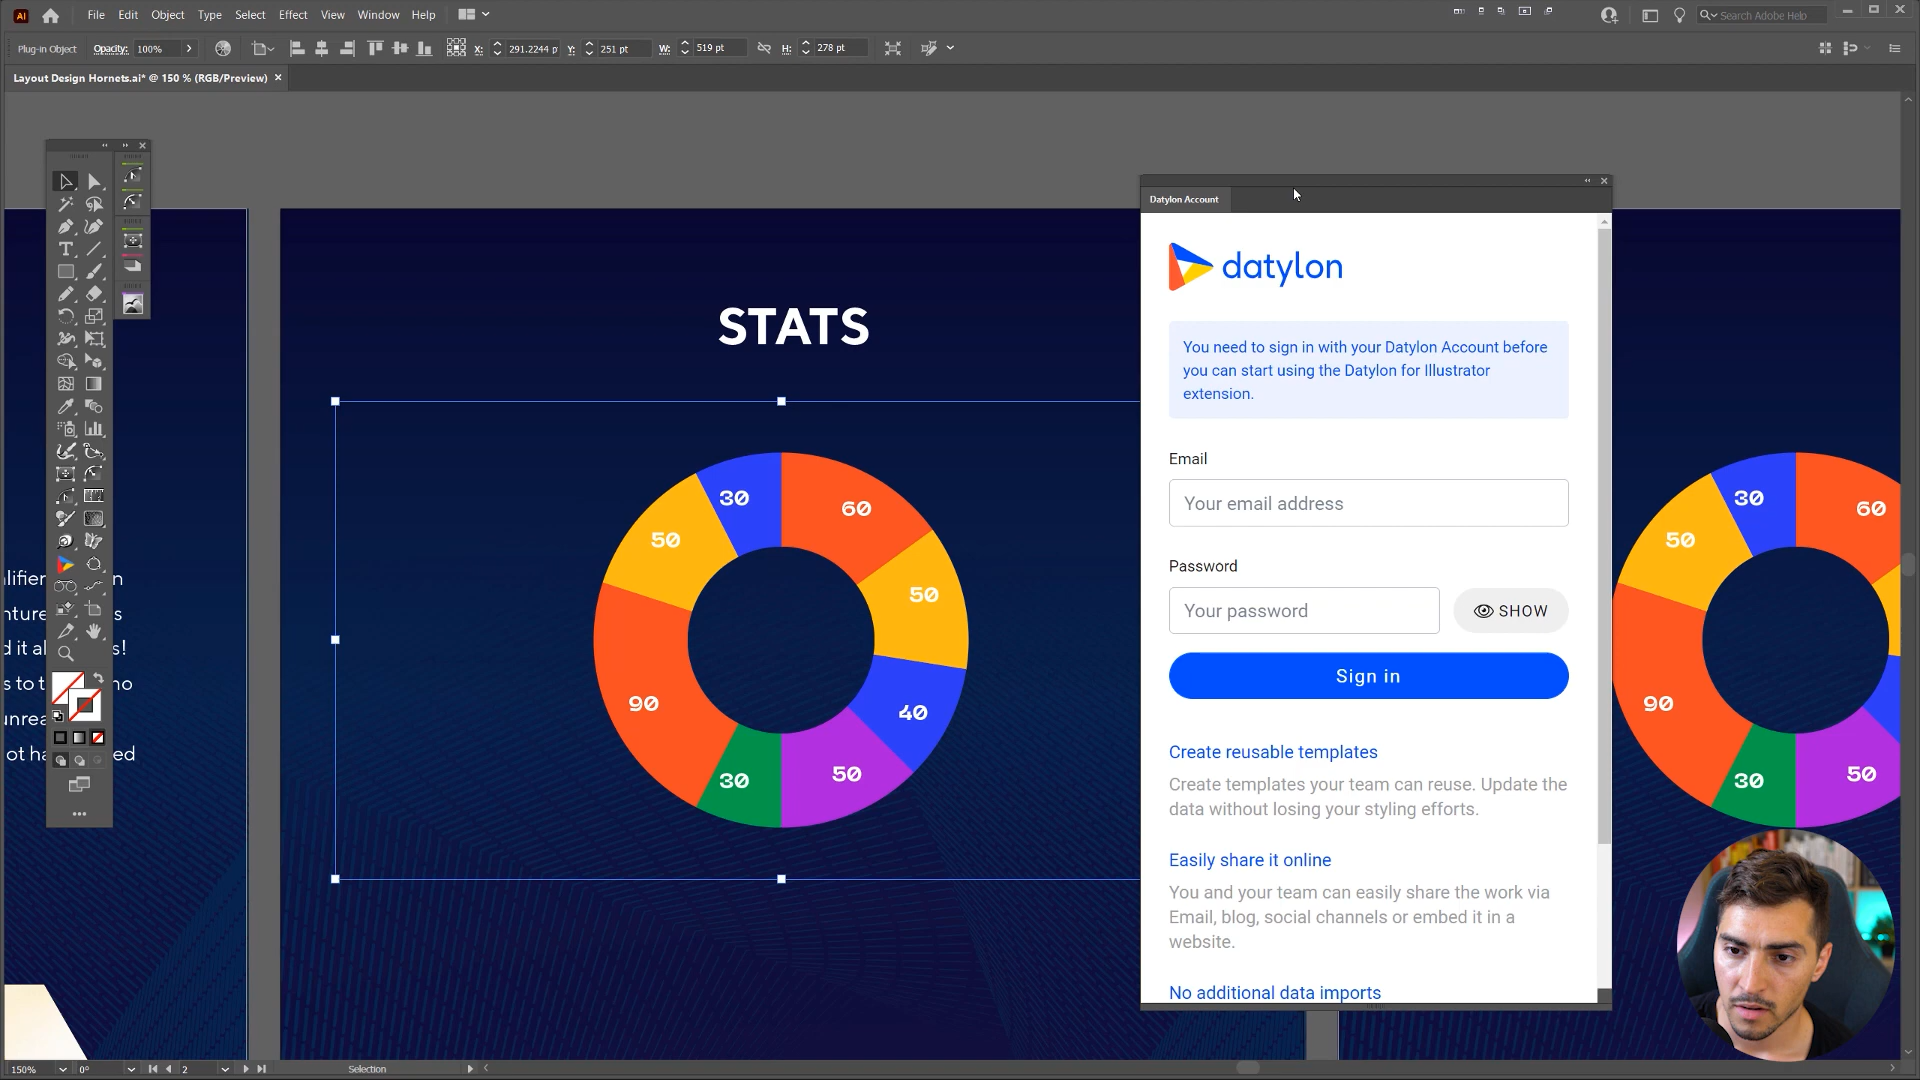 Ai File Edit Object Type Select Effect View Window Help
Search Adobe Help
Plug-in Object Opacity: 100% X: 291.2244 p Y: 251 pt W: 519 pt H: 278 pt
Layout Design Hornets.ai* @ 150 % (RGB/Preview)
Datylon Account
datylon
You need to sign in with your Datylon Account before
you can start using the Datylon for Illustrator
extension.
Email
Your email address
Password
Your password
SHOW
Sign in
Create reusable templates
Create templates your team can reuse. Update the
data without losing your styling efforts.
Easily share it online
You and your team can easily share the work via
Email, blog, social channels or embed it in a
website.
No additional data imports
STATS
30
60
50
50
90
40
30
50
30
60
50
90
30
50
150% 0° 2 Selection